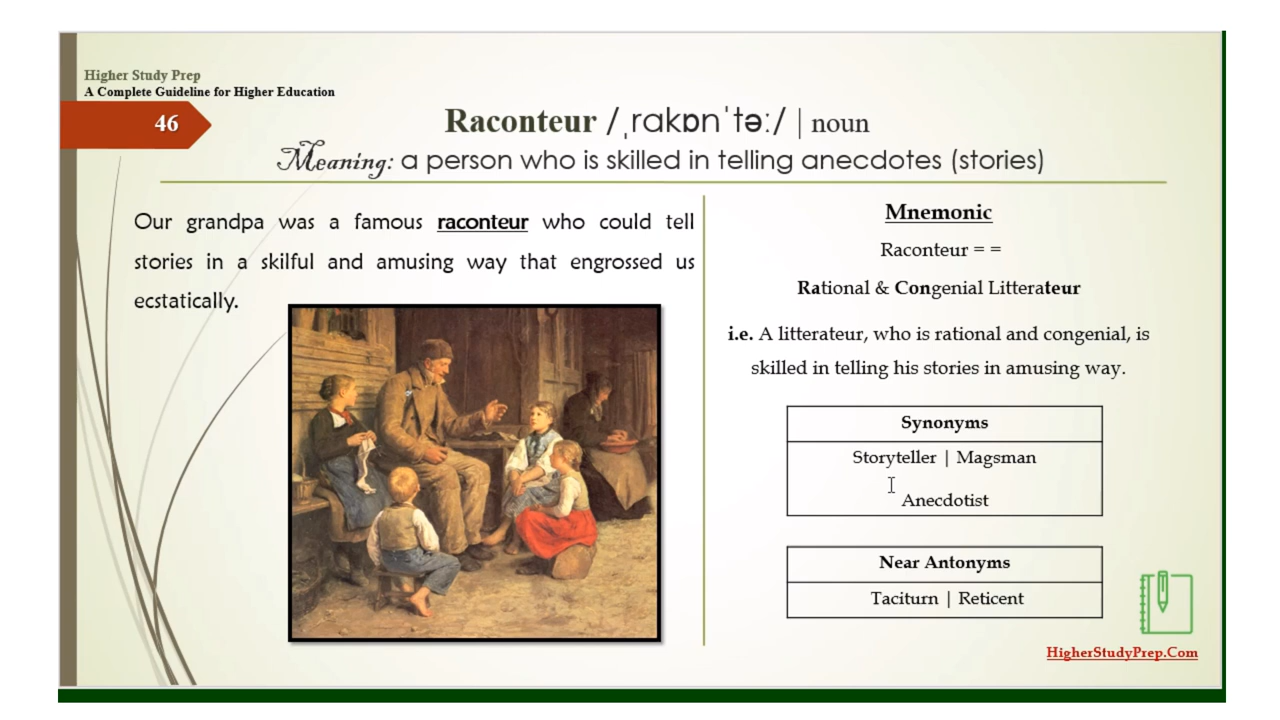 Higher Study Prep
A Complete Guideline for Higher Education
46
Raconteur /ˌrakɒnˈtəː/ | noun
Meaning: a person who is skilled in telling anecdotes (stories)
Our grandpa was a famous raconteur who could tell
stories in a skilful and amusing way that engrossed us
ecstatically.
Mnemonic
Raconteur = =
Rational & Congenial Litterateur
i.e. A litterateur, who is rational and congenial, is
skilled in telling his stories in amusing way.
Synonyms
Storyteller | Magsman
Anecdotist
Near Antonyms
Taciturn | Reticent
HigherStudyPrep.Com